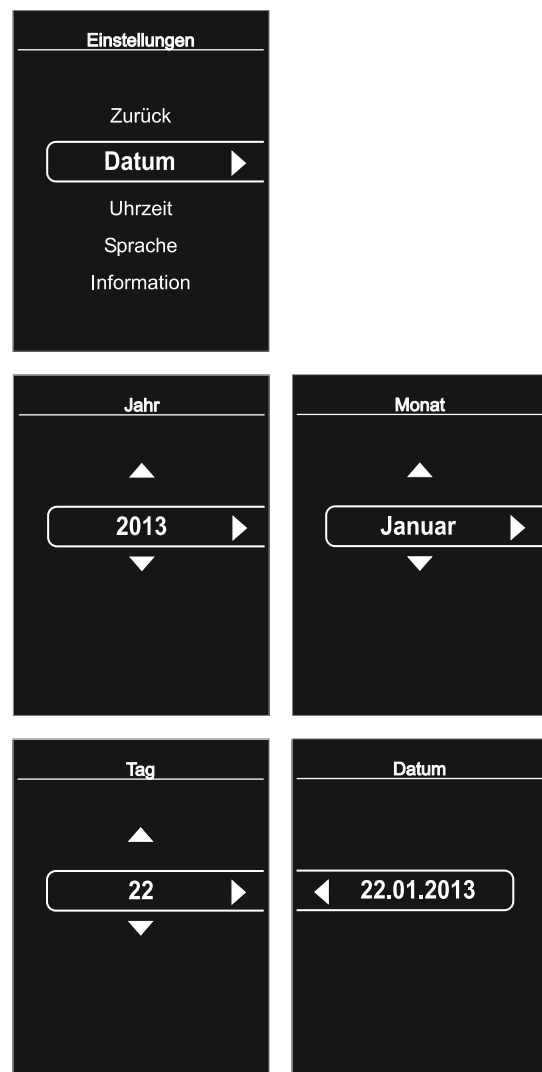 Einstellungen
Zurück
Datum
Uhrzeit
Sprache
Information
Jahr
2013
Monat
Januar
Tag
22
Datum
22.01.2013